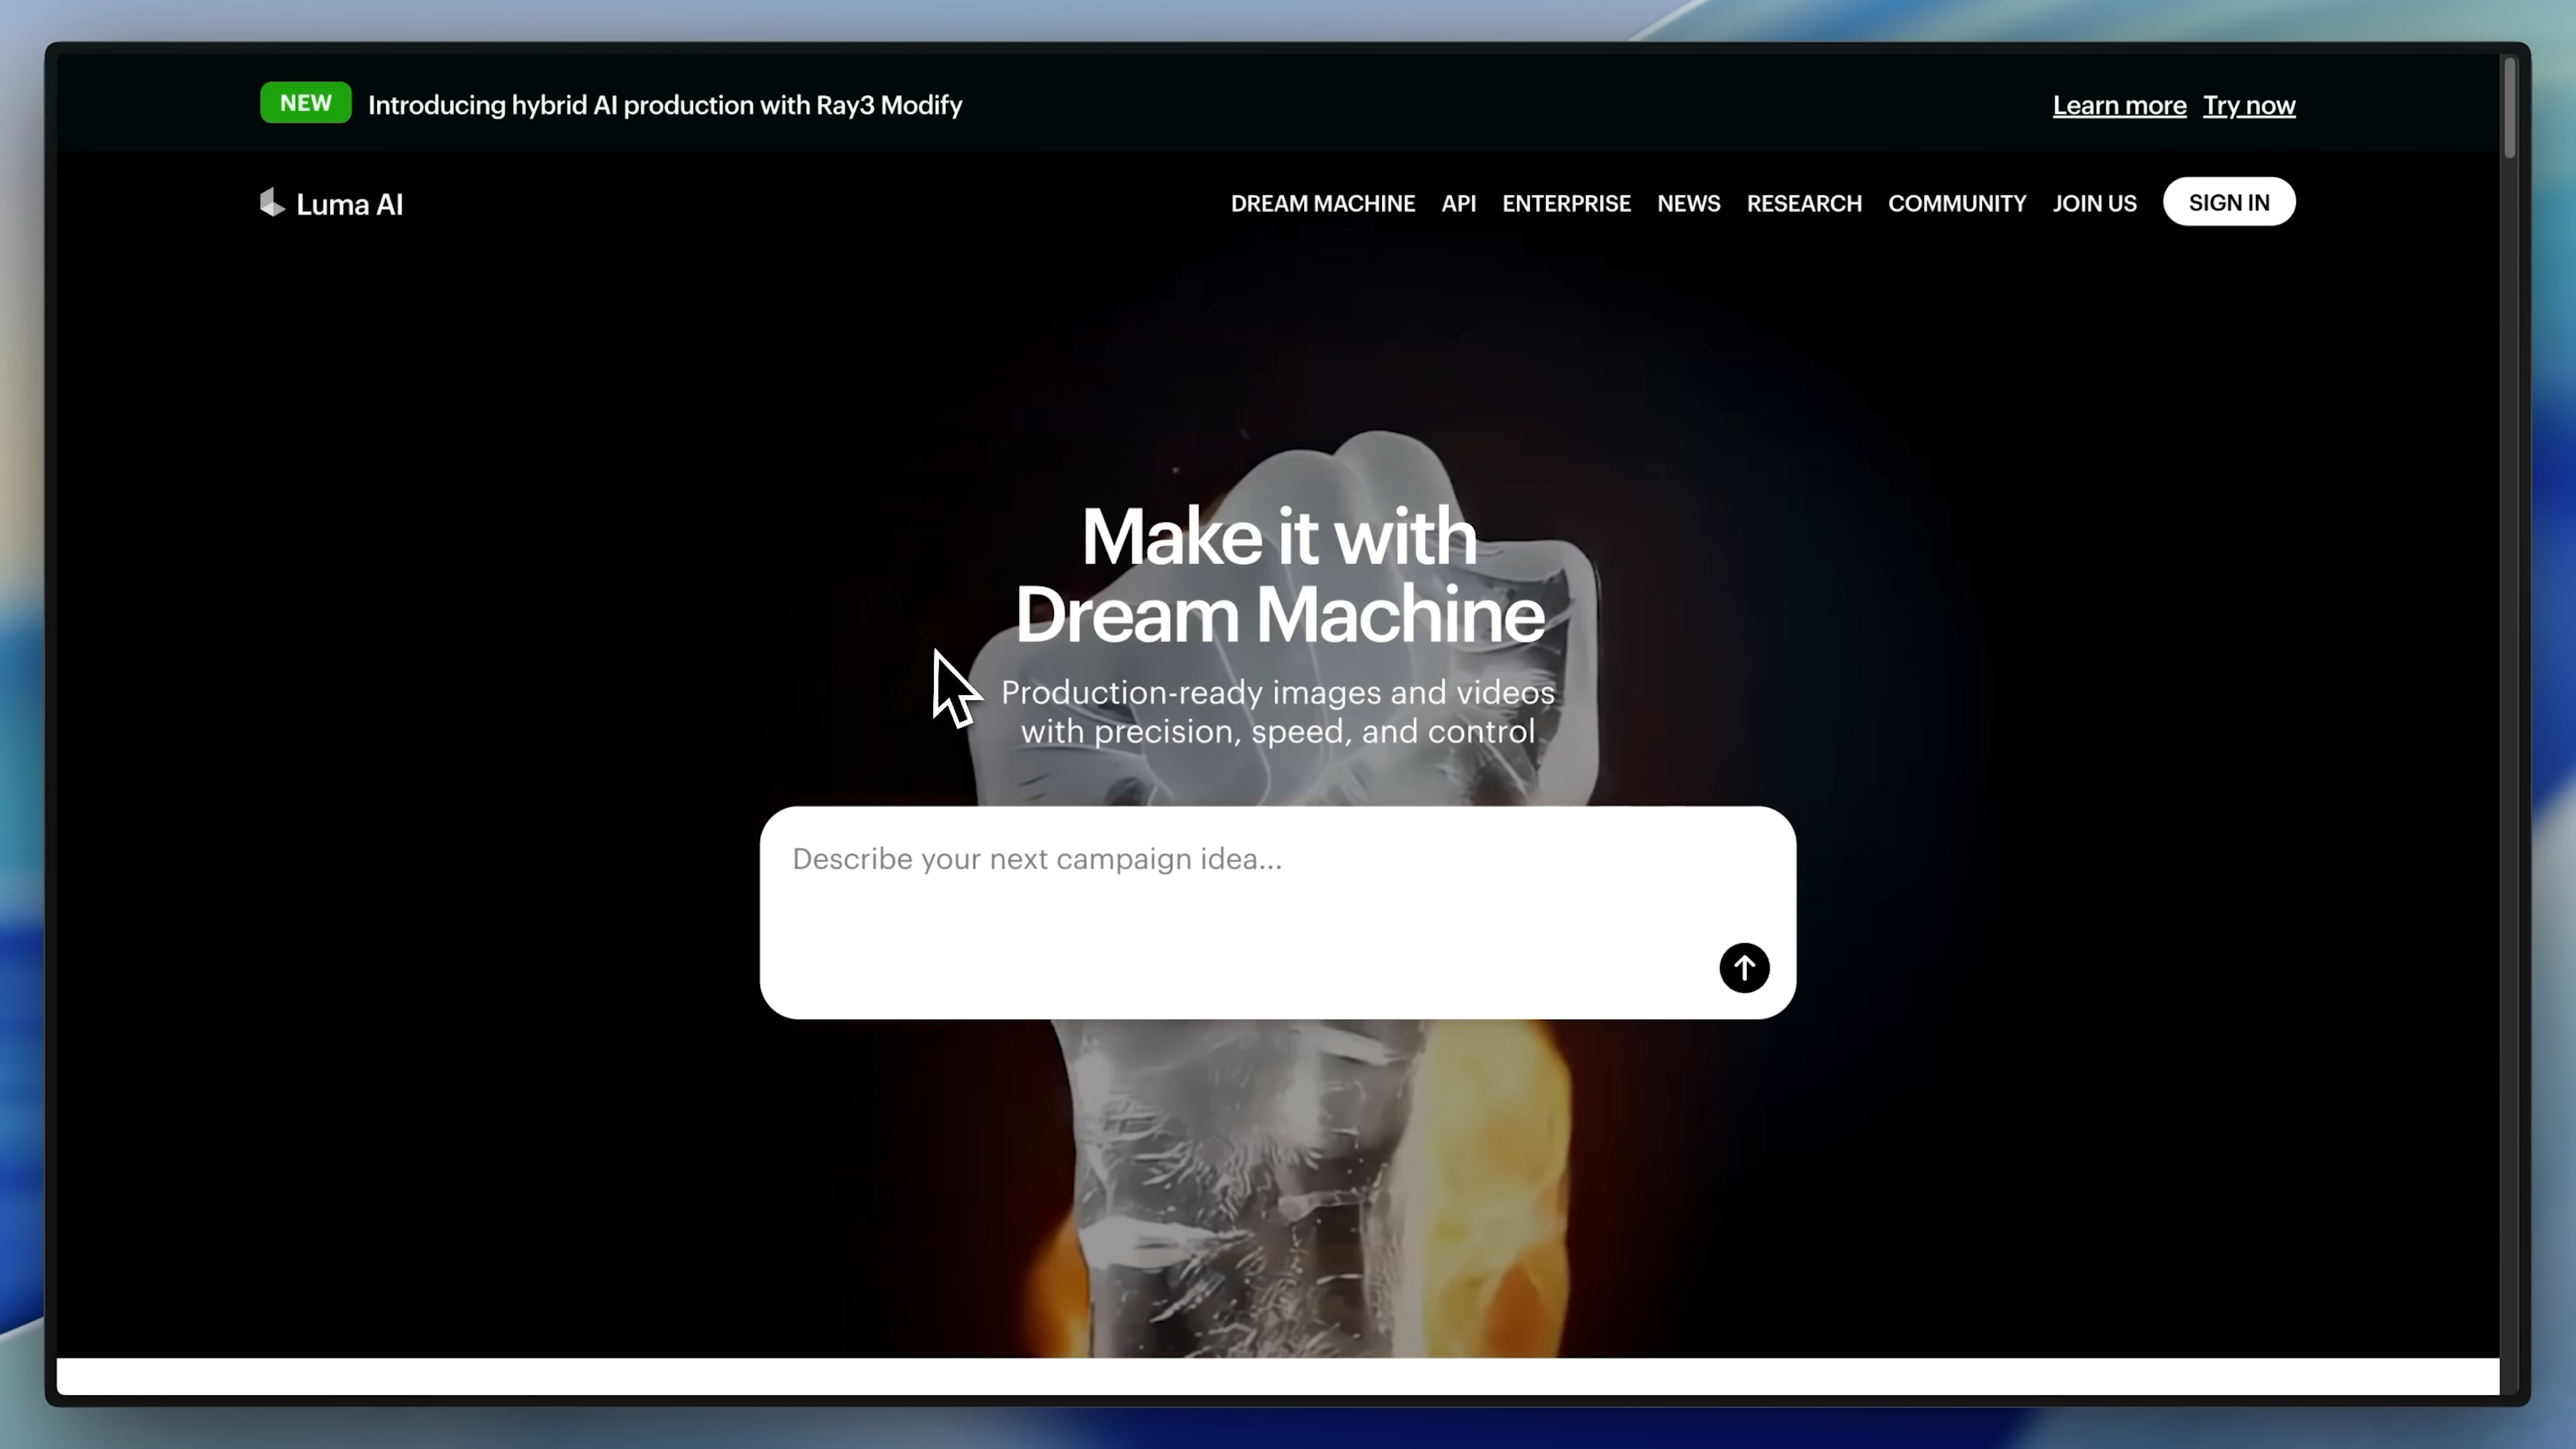 NEW Introducing hybrid AI production with Ray3 Modify Learn more Try now
Luma AI DREAM MACHINE API ENTERPRISE NEWS RESEARCH COMMUNITY JOIN US SIGN IN
Make it with
Dream Machine
Production-ready images and videos
with precision, speed, and control
Describe your next campaign idea...